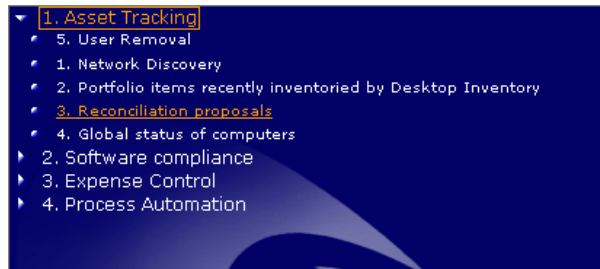 1. Asset Tracking
5. User Removal
1. Network Discovery
2. Portfolio items recently inventoried by Desktop Inventory
3. Reconciliation proposals
4. Global status of computers
2. Software compliance
3. Expense Control
4. Process Automation